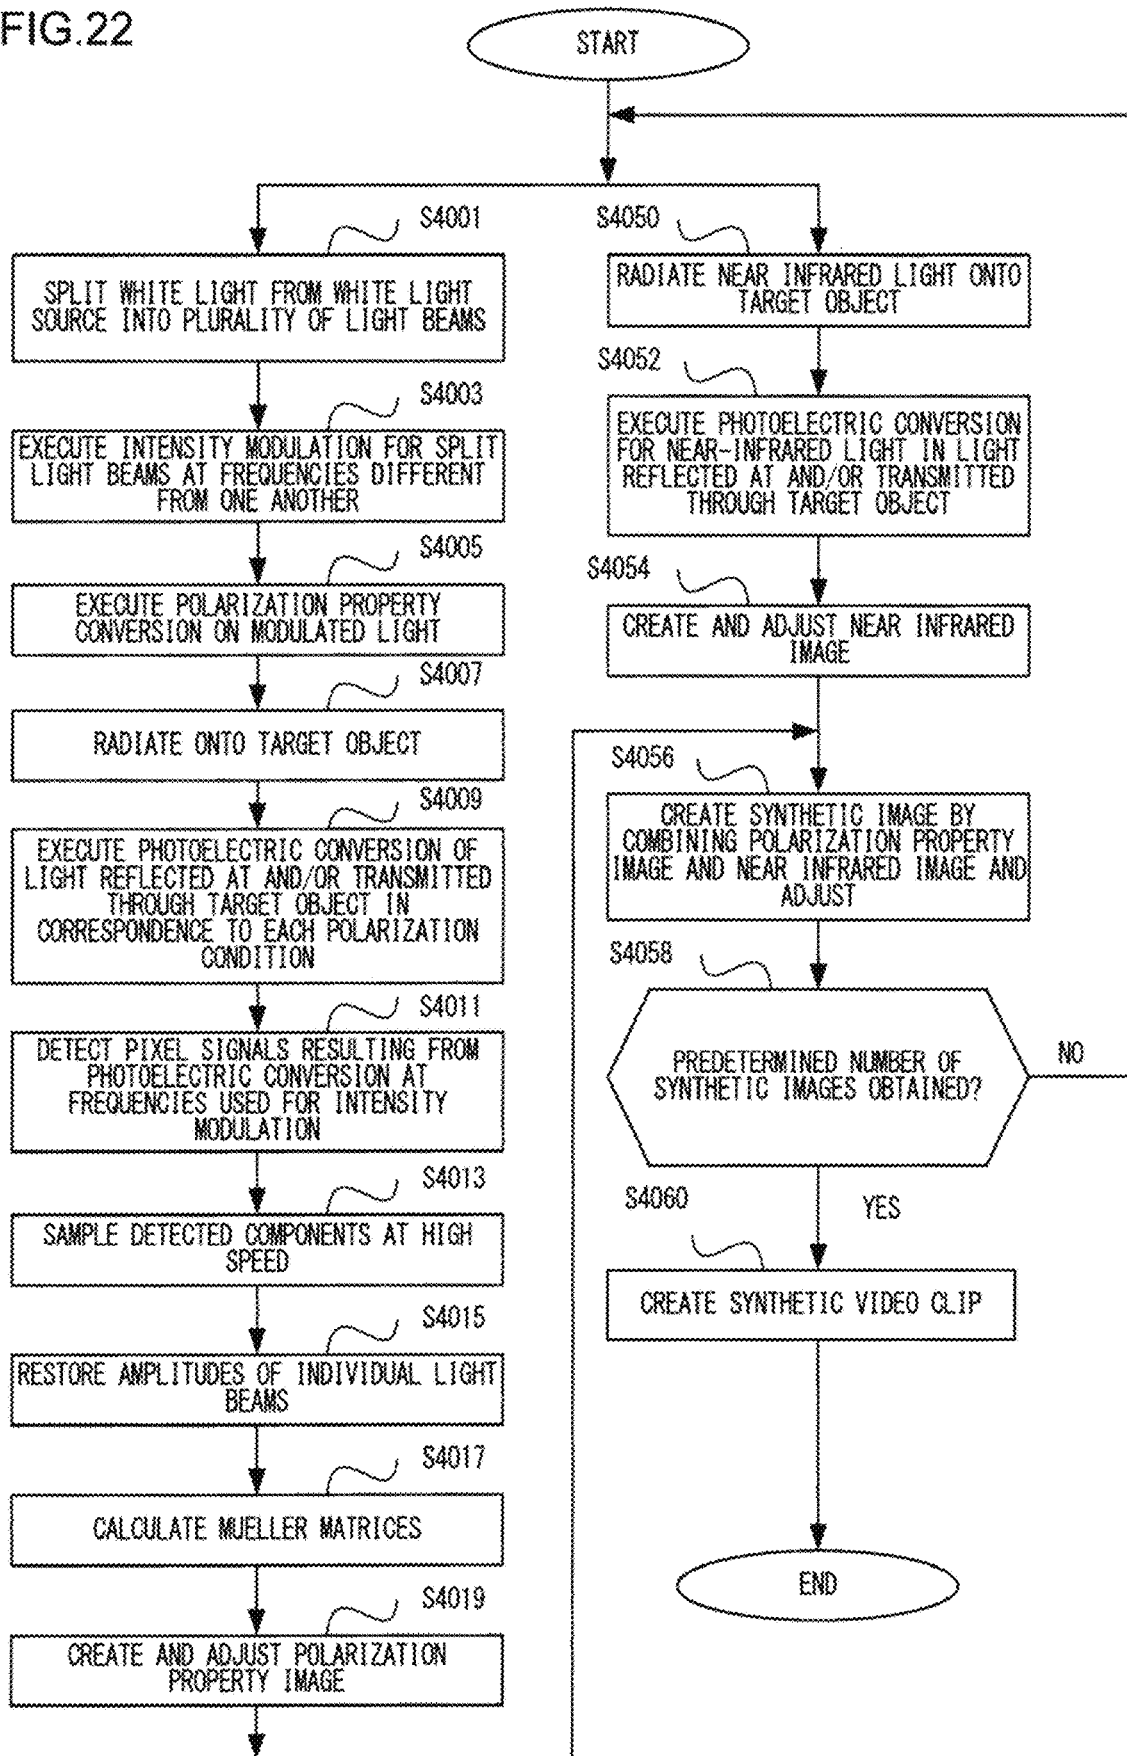 FIG.22
START
S4001
SPLIT WHITE LIGHT FROM WHITE LIGHT
SOURCE INTO PLURALITY OF LIGHT BEAMS
S4003
EXECUTE INTENSITY MODULATION FOR SPLIT
LIGHT BEAMS AT FREQUENCIES DIFFERENT
FROM ONE ANOTHER
S4005
EXECUTE POLARIZATION PROPERTY
CONVERSION ON MODULATED LIGHT
S4007
RADIATE ONTO TARGET OBJECT
S4009
EXECUTE PHOTOELECTRIC CONVERSION OF
LIGHT REFLECTED AT AND/OR TRANSMITTED
THROUGH TARGET OBJECT IN
CORRESPONDENCE TO EACH POLARIZATION
CONDITION
S4011
DETECT PIXEL SIGNALS RESULTING FROM
PHOTOELECTRIC CONVERSION AT
FREQUENCIES USED FOR INTENSITY
MODULATION
S4013
SAMPLE DETECTED COMPONENTS AT HIGH
SPEED
S4015
RESTORE AMPLITUDES OF INDIVIDUAL LIGHT
BEAMS
S4017
CALCULATE MUELLER MATRICES
S4019
CREATE AND ADJUST POLARIZATION
PROPERTY IMAGE
S4050
RADIATE NEAR INFRARED LIGHT ONTO
TARGET OBJECT
S4052
EXECUTE PHOTOELECTRIC CONVERSION
FOR NEAR-INFRARED LIGHT IN LIGHT
REFLECTED AT AND/OR TRANSMITTED
THROUGH TARGET OBJECT
S4054
CREATE AND ADJUST NEAR INFRARED
IMAGE
S4056
CREATE SYNTHETIC IMAGE BY
COMBINING POLARIZATION PROPERTY
IMAGE AND NEAR INFRARED IMAGE AND
ADJUST
S4058
PREDETERMINED NUMBER OF
SYNTHETIC IMAGES OBTAINED?
NO
YES
S4060
CREATE SYNTHETIC VIDEO CLIP
END